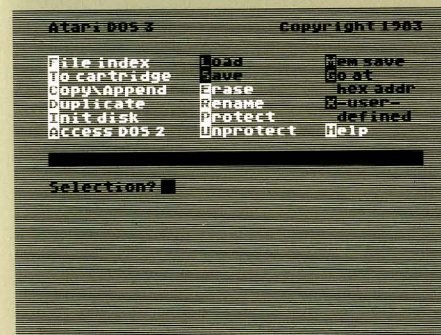 Atari DOS 3 Copyright 1983
File index Load Mem save
To cartridge Save Go at
Copy\Append Erase hex addr
Duplicate Rename X-user-
Init disk Protect defined
Access DOS 2 Unprotect Help
Selection?